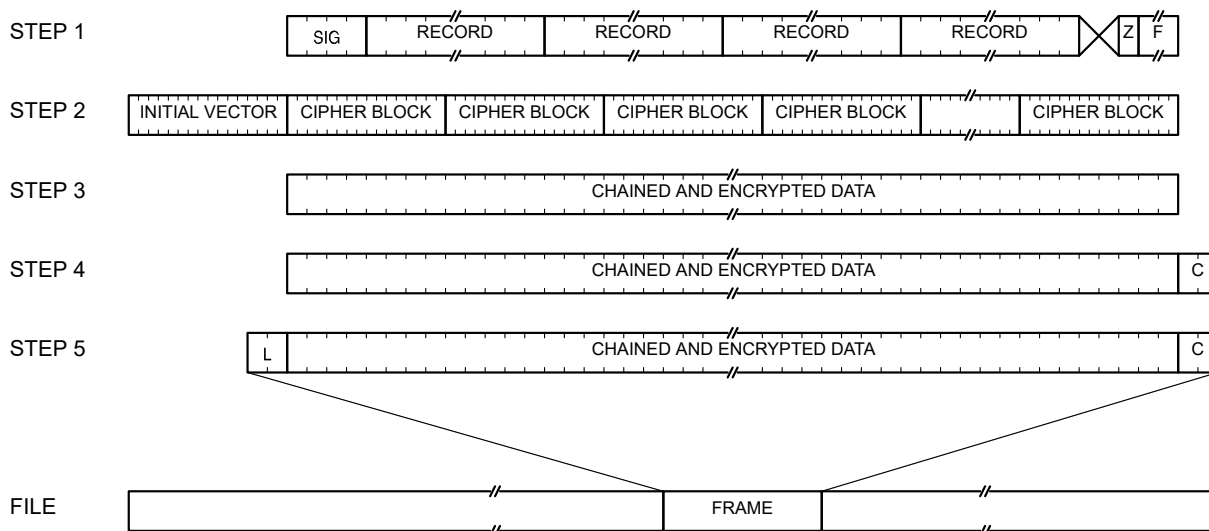 STEP 1 SIG RECORD RECORD RECORD RECORD Z F
STEP 2 INITIAL VECTOR CIPHER BLOCK CIPHER BLOCK CIPHER BLOCK CIPHER BLOCK CIPHER BLOCK
STEP 3 CHAINED AND ENCRYPTED DATA
STEP 4 CHAINED AND ENCRYPTED DATA C
STEP 5 L CHAINED AND ENCRYPTED DATA C
FILE FRAME